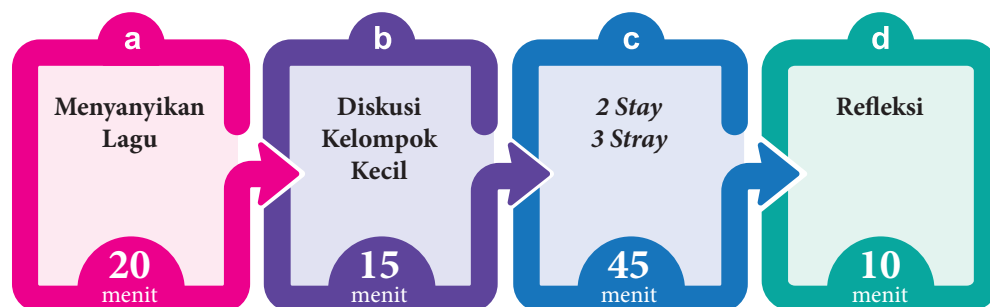 a
Menyanyikan
Lagu
20
menit
b
Diskusi
Kelompok
Kecil
15
menit
c
2 Stay
3 Stray
45
menit
d
Refleksi
10
menit